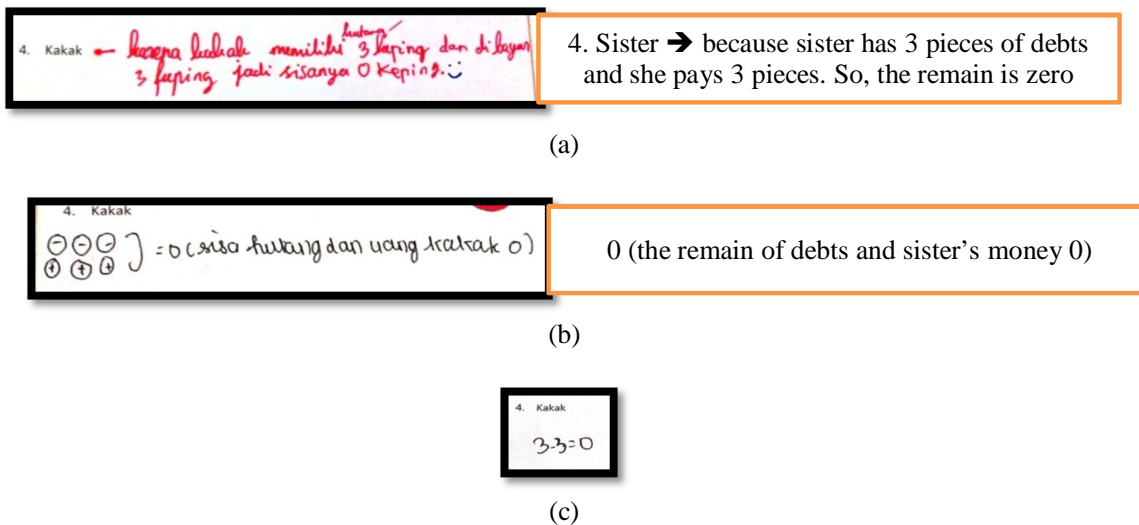 4. Kakak ← karena kakak memiliki hutang 3 keping dan di bayar
3 keping jadi sisanya 0 keping.
4. Sister ➔ because sister has 3 pieces of debts
and she pays 3 pieces. So, the remain is zero
(a)
4. Kakak
= 0 (sisa hutang dan uang kakak 0)
0 (the remain of debts and sister's money 0)
(b)
4. Kakak
3-3=0
(c)